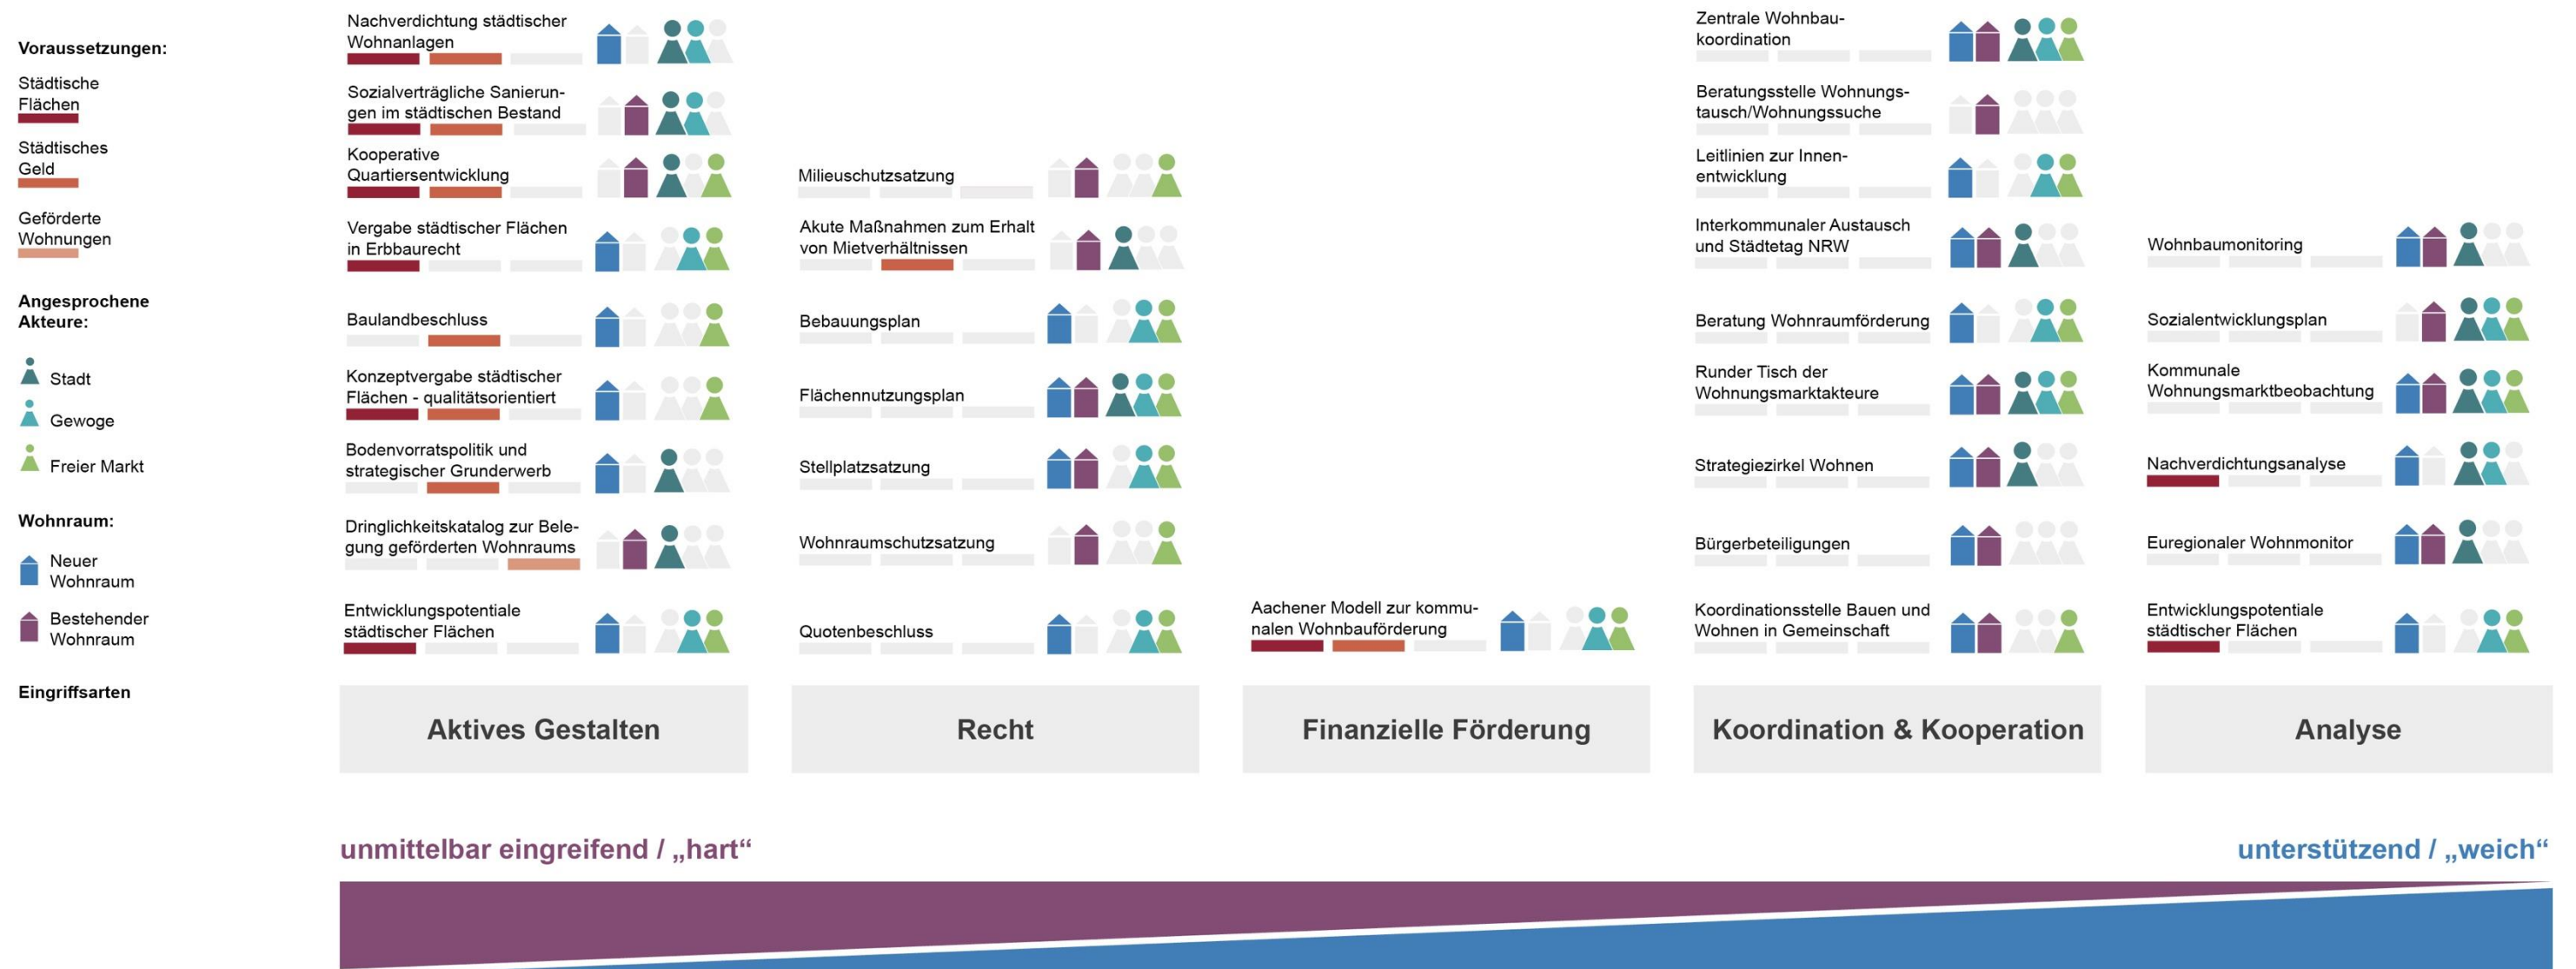 Voraussetzungen:
Städtische
Flächen
Städtisches
Geld
Geförderte
Wohnungen
Angesprochene
Akteure:
Stadt
Gewoge
Freier Markt
Wohnraum:
Neuer
Wohnraum
Bestehender
Wohnraum
Eingriffsarten
Nachverdichtung städtischer
Wohnanlagen
Sozialverträgliche Sanierun-
gen im städtischen Bestand
Kooperative
Quartiersentwicklung
Vergabe städtischer Flächen
in Erbbaurecht
Baulandbeschluss
Konzeptvergabe städtischer
Flächen - qualitätsorientiert
Bodenvorratspolitik und
strategischer Grunderwerb
Dringlichkeitskatalog zur Bele-
gung geförderten Wohnraums
Entwicklungspotentiale
städtischer Flächen
Aktives Gestalten
Milieuschutzsatzung
Akute Maßnahmen zum Erhalt
von Mietverhältnissen
Bebauungsplan
Flächennutzungsplan
Stellplatzsatzung
Wohnraumschutzsatzung
Quotenbeschluss
Recht
Aachener Modell zur kommu-
nalen Wohnbauförderung
Finanzielle Förderung
Zentrale Wohnbau-
koordination
Beratungsstelle Wohnungs-
tausch/Wohnungssuche
Leitlinien zur Innen-
entwicklung
Interkommunaler Austausch
und Städtetag NRW
Beratung Wohnraumförderung
Runder Tisch der
Wohnungsmarktakteure
Strategiezirkel Wohnen
Bürgerbeteiligungen
Koordinationsstelle Bauen und
Wohnen in Gemeinschaft
Koordination & Kooperation
Wohnbaumonitoring
Sozialentwicklungsplan
Kommunale
Wohnungsmarktbeobachtung
Nachverdichtungsanalyse
Euregionaler Wohnmonitor
Entwicklungspotentiale
städtischer Flächen
Analyse
unmittelbar eingreifend / „hart“
unterstützend / „weich“